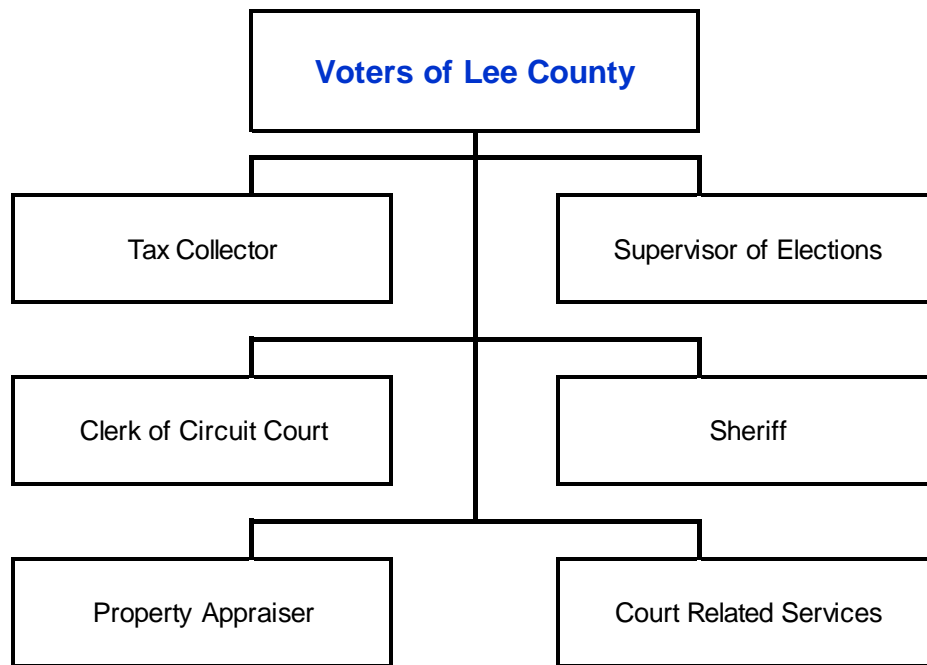 Voters of Lee County
Tax Collector
Supervisor of Elections
Clerk of Circuit Court
Sheriff
Property Appraiser
Court Related Services